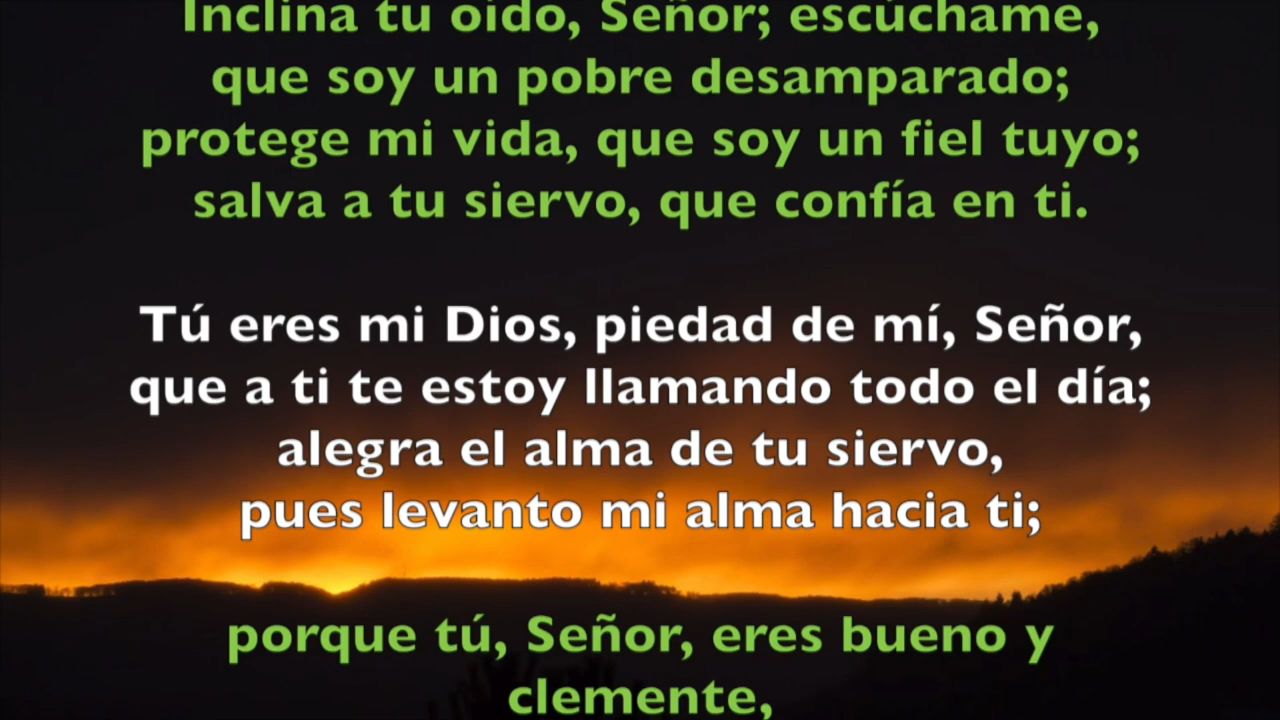 Inclina tu oído, Señor; escúchame,
que soy un pobre desamparado;
protege mi vida, que soy un fiel tuyo;
salva a tu siervo, que confía en ti.
Tú eres mi Dios, piedad de mí, Señor,
que a ti te estoy llamando todo el día;
alegra el alma de tu siervo,
pues levanto mi alma hacia ti;
porque tú, Señor, eres bueno y
clemente,